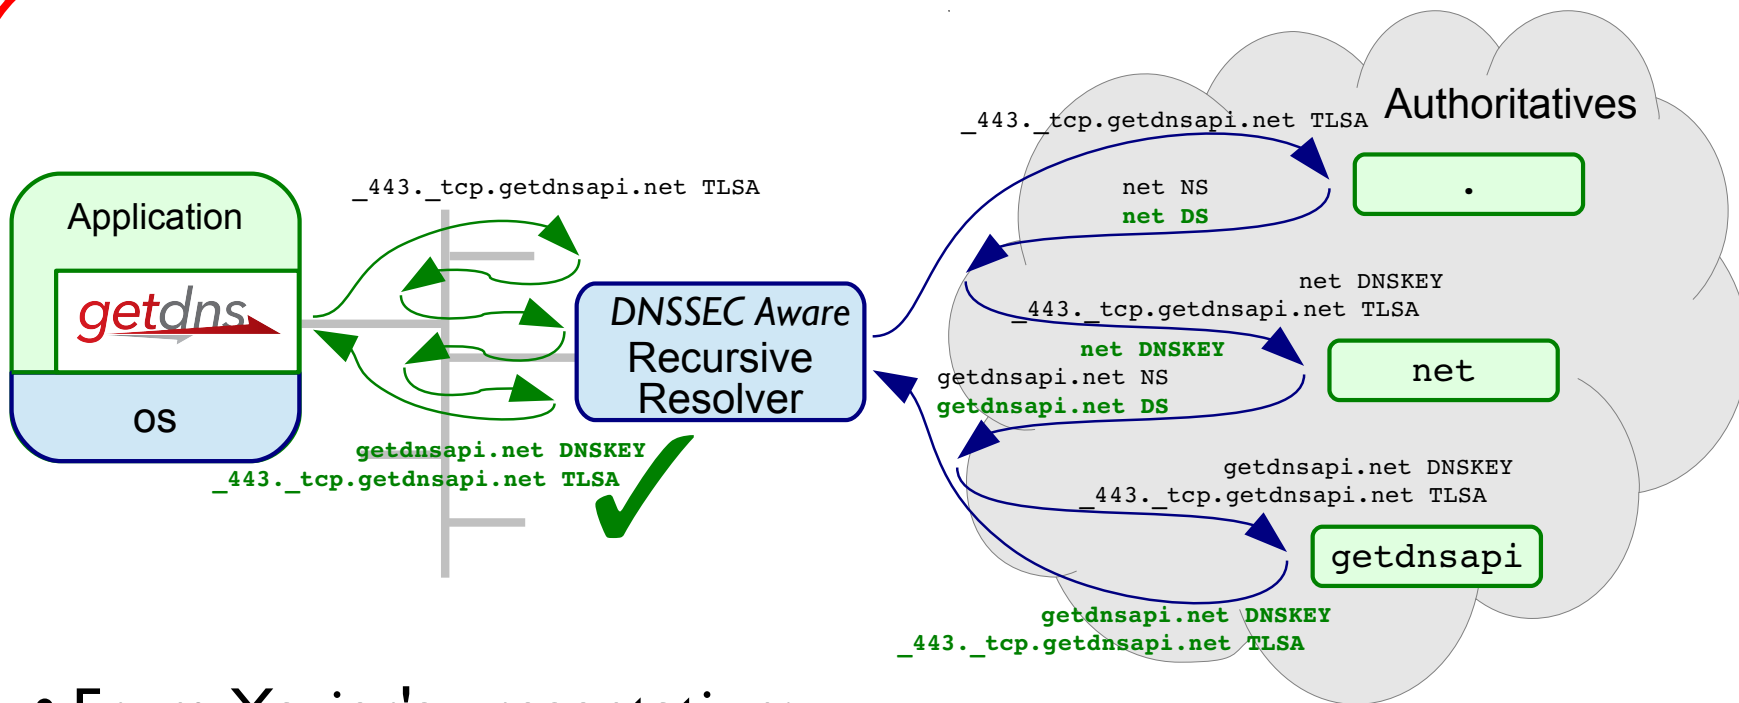 Authoritatives
_443._tcp.getdnsapi.net TLSA
.
net NS
net DS
_443._tcp.getdnsapi.net TLSA
Application
getdns
os
DNSSEC Aware
Recursive
Resolver
net DNSKEY
_443._tcp.getdnsapi.net TLSA
net DNSKEY
getdnsapi.net NS
getdnsapi.net DS
net
getdnsapi.net DNSKEY
_443._tcp.getdnsapi.net TLSA
getdnsapi.net DNSKEY
_443._tcp.getdnsapi.net TLSA
getdnsapi
getdnsapi.net DNSKEY
_443._tcp.getdnsapi.net TLSA